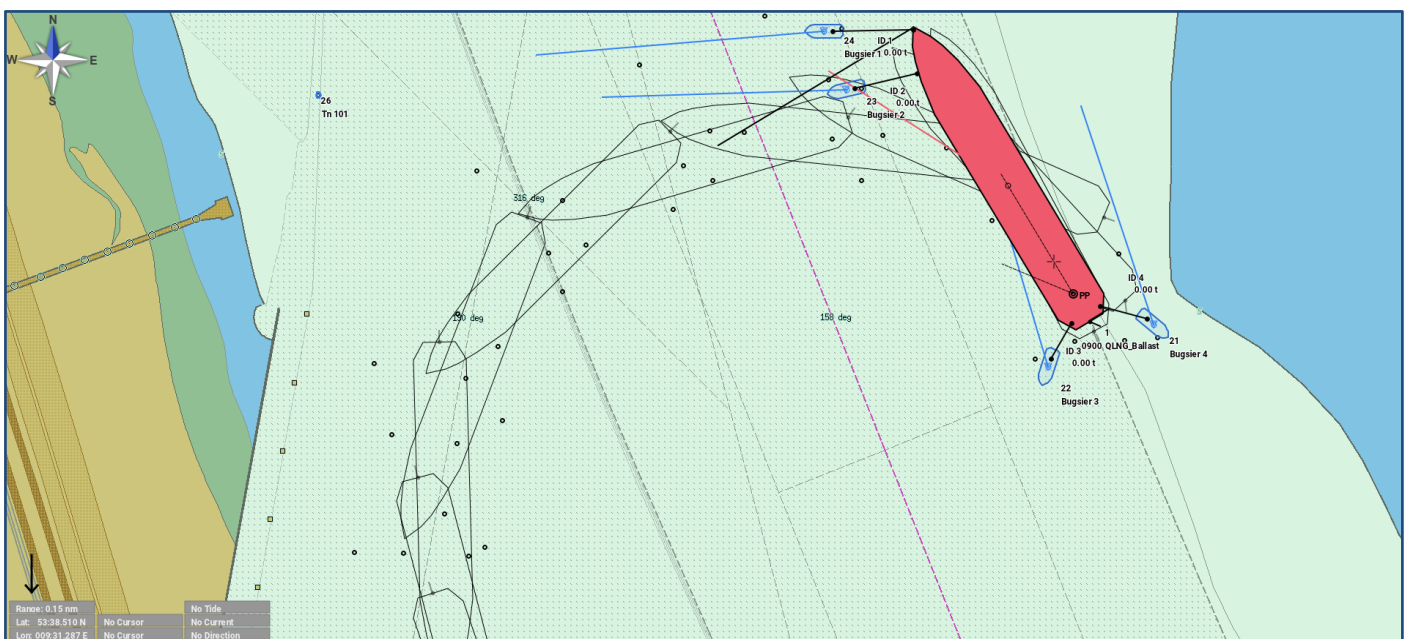 N
W
E
S
26
Tn 101
24
Bugsier 1
ID 1
0.00 t
23
Bugsier 2
ID 2
0.00 t
316 deg
190 deg
158 deg
PP
ID 4
0.00 t
1
0900 QLNG_Ballast
ID 3
0.00 t
21
Bugsier 4
22
Bugsier 3
Range: 0.15 nm
No Tide
Lat: 53:38.510 N
No Cursor
No Current
Lon: 009:31.287 E
No Cursor
No Direction